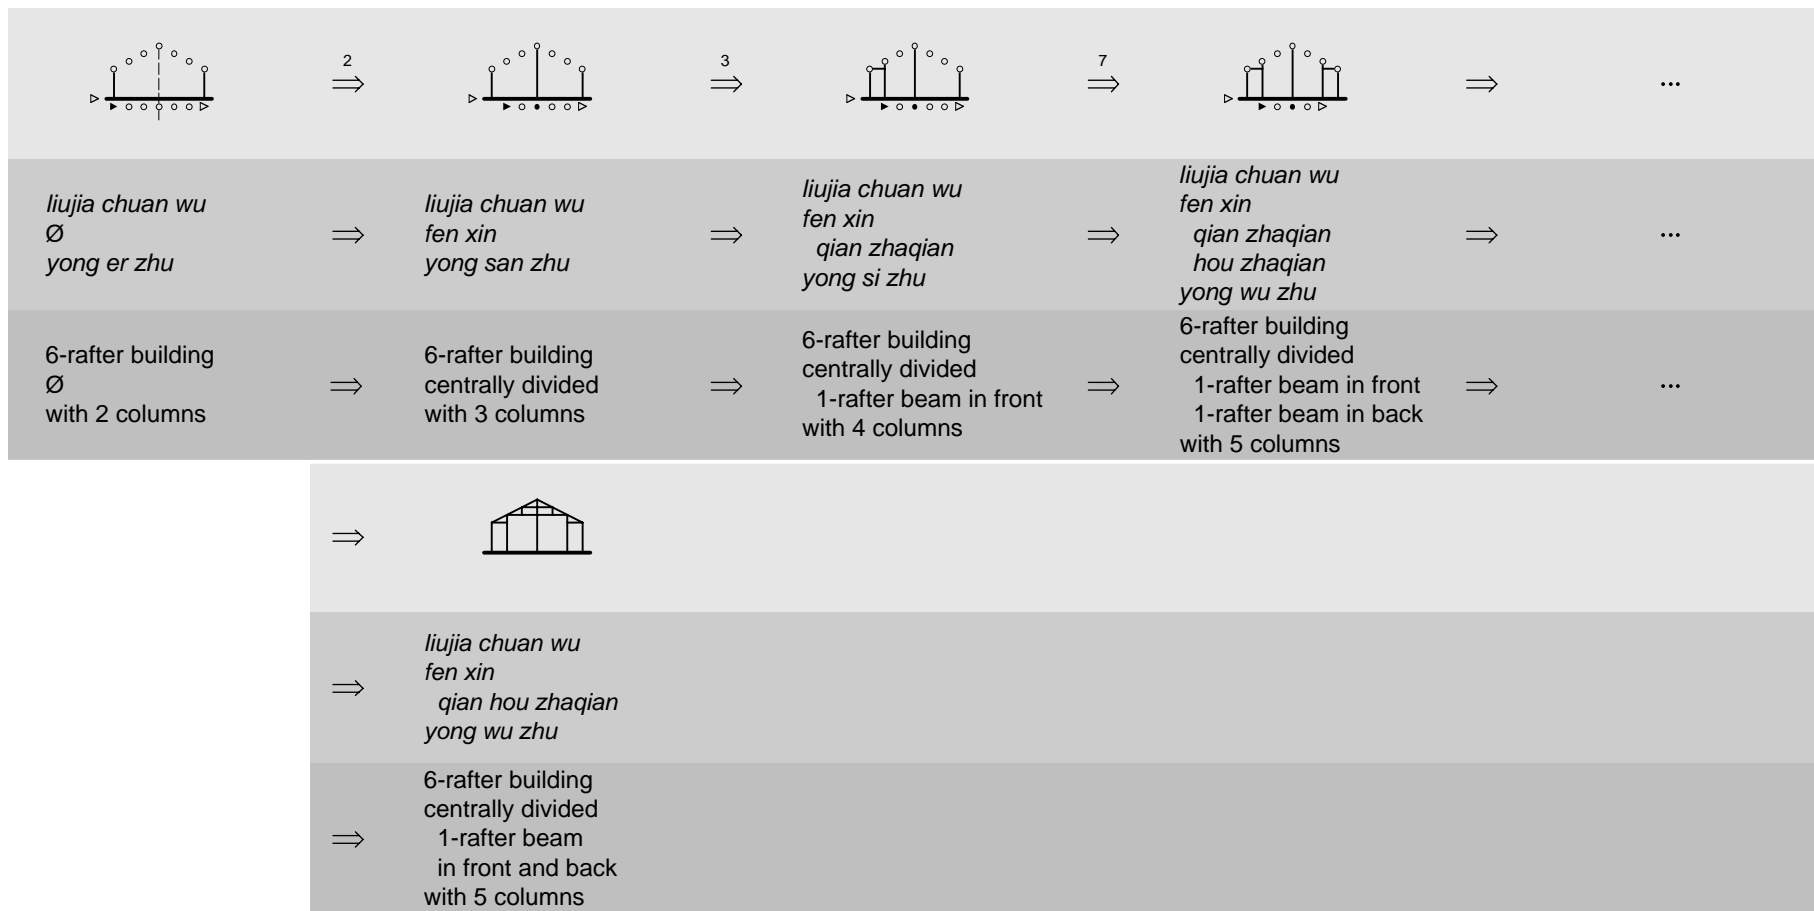 2 ⇒ 3 ⇒ 7 ⇒ ⇒ ...
liujia chuan wu
Ø
yong er zhu
⇒
liujia chuan wu
fen xin
yong san zhu
⇒
liujia chuan wu
fen xin
qian zhaqian
yong si zhu
⇒
liujia chuan wu
fen xin
qian zhaqian
hou zhaqian
yong wu zhu
⇒
...
6-rafter building
Ø
with 2 columns
⇒
6-rafter building
centrally divided
with 3 columns
⇒
6-rafter building
centrally divided
1-rafter beam in front
with 4 columns
⇒
6-rafter building
centrally divided
1-rafter beam in front
1-rafter beam in back
with 5 columns
⇒
...
⇒
⇒
liujia chuan wu
fen xin
qian hou zhaqian
yong wu zhu
⇒
6-rafter building
centrally divided
1-rafter beam
in front and back
with 5 columns